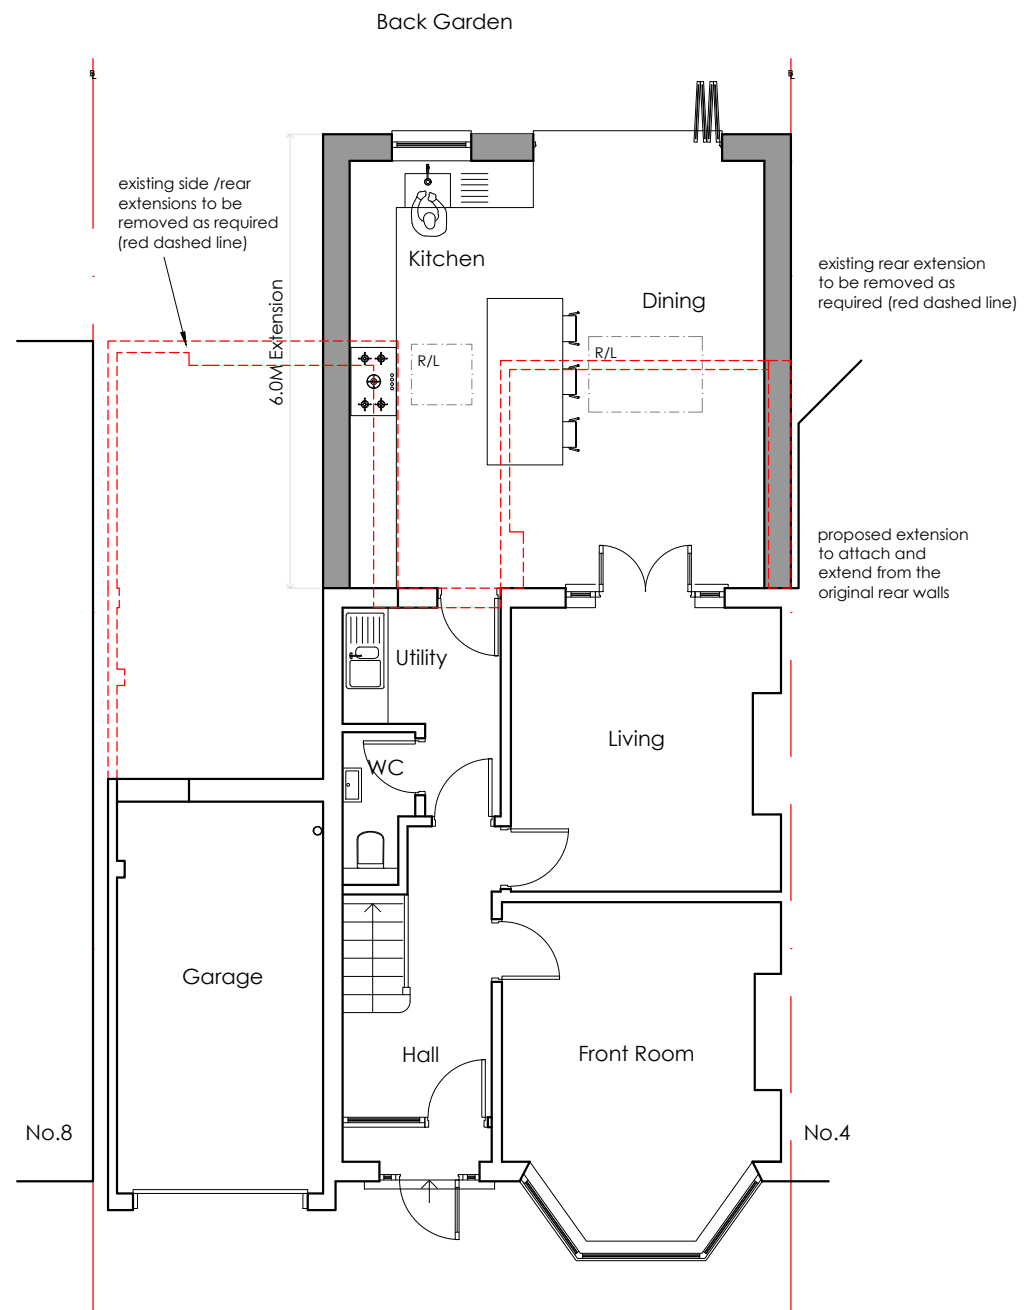 Back Garden
existing side /rear
extensions to be
removed as required
(red dashed line)
Kitchen
Dining
existing rear extension
to be removed as
required (red dashed line)
6.0M Extension
R/L
R/L
proposed extension
to attach and
extend from the
original rear walls
Utility
Living
WC
Garage
Hall
Front Room
No.8
No.4